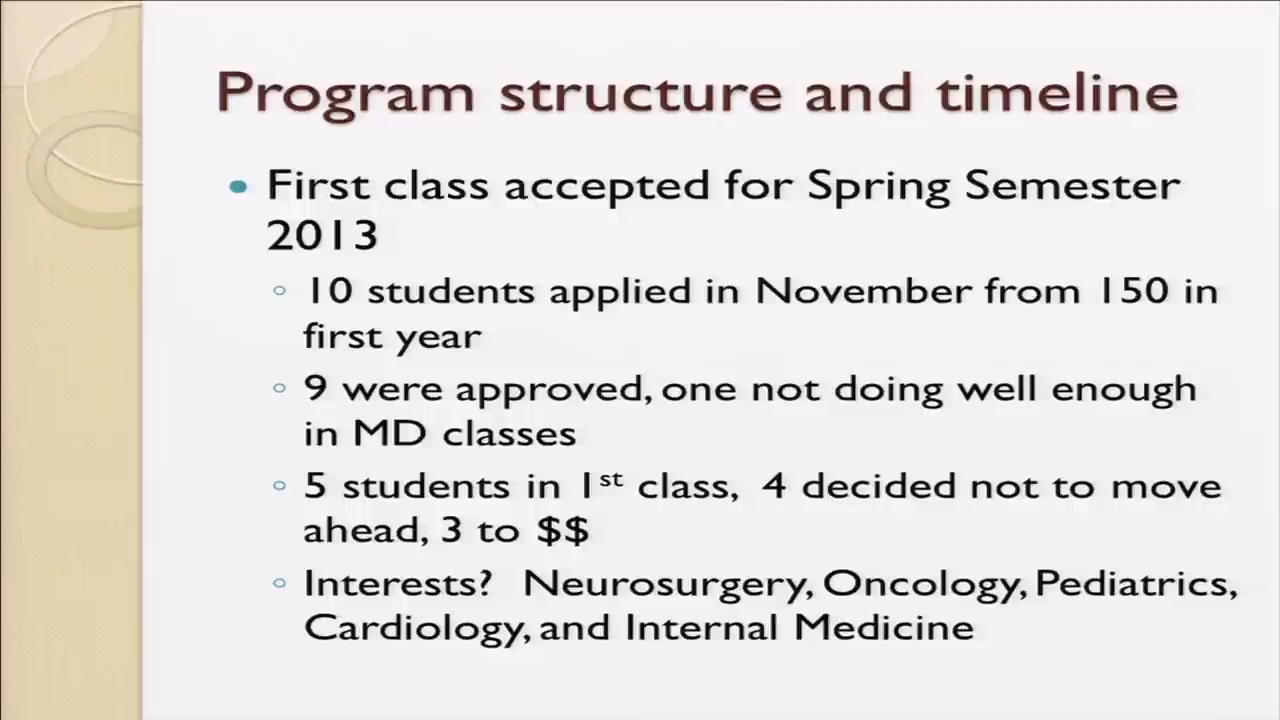 Program structure and timeline
• First class accepted for Spring Semester
2013
◦ 10 students applied in November from 150 in
first year
◦ 9 were approved, one not doing well enough
in MD classes
◦ 5 students in 1st class, 4 decided not to move
ahead, 3 to $$
◦ Interests? Neurosurgery, Oncology, Pediatrics,
Cardiology, and Internal Medicine